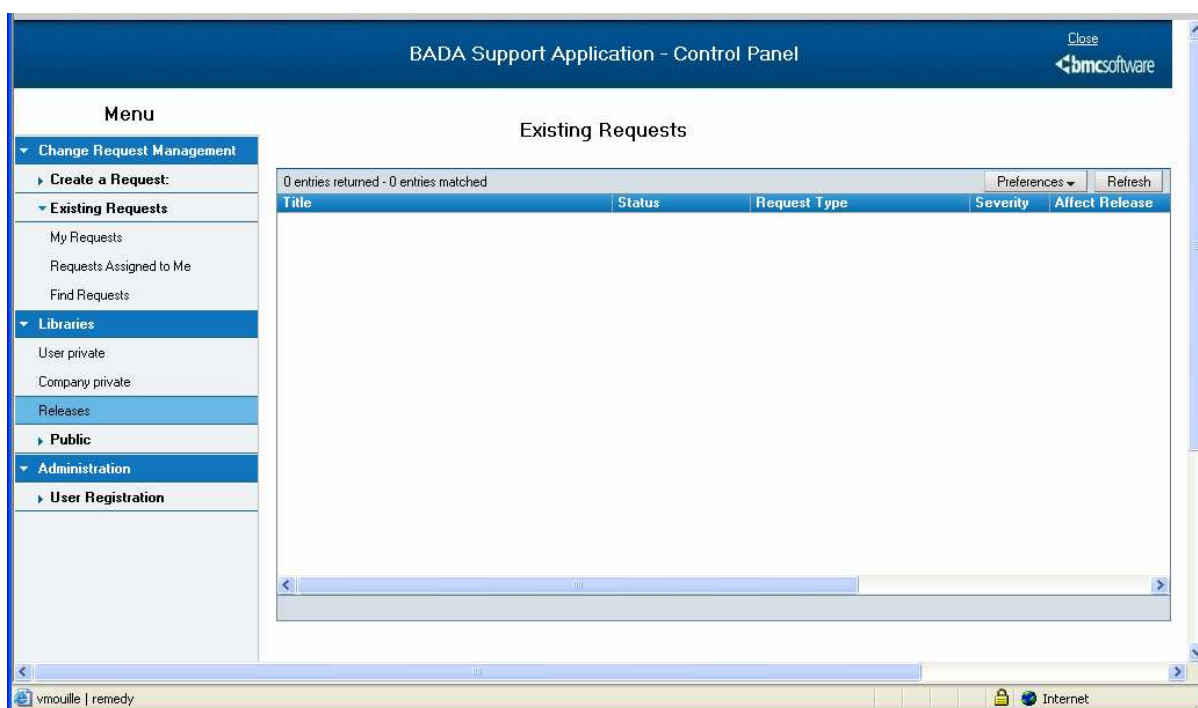 BADA Support Application - Control Panel
Close
bmcsoftware
Menu
Change Request Management
Create a Request:
Existing Requests
My Requests
Requests Assigned to Me
Find Requests
Libraries
User private
Company private
Releases
Public
Administration
User Registration
Existing Requests
0 entries returned - 0 entries matched
Preferences
Refresh
Title Status Request Type Severity Affect Release
vmouille | remedy
Internet